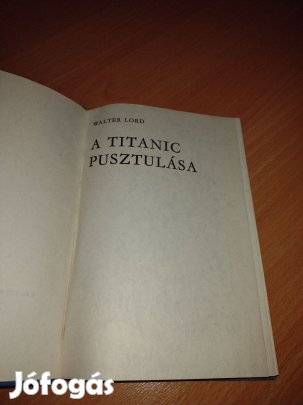 WALTER LORD
A TITANIC
PUSZTULÁSA
Jófogás